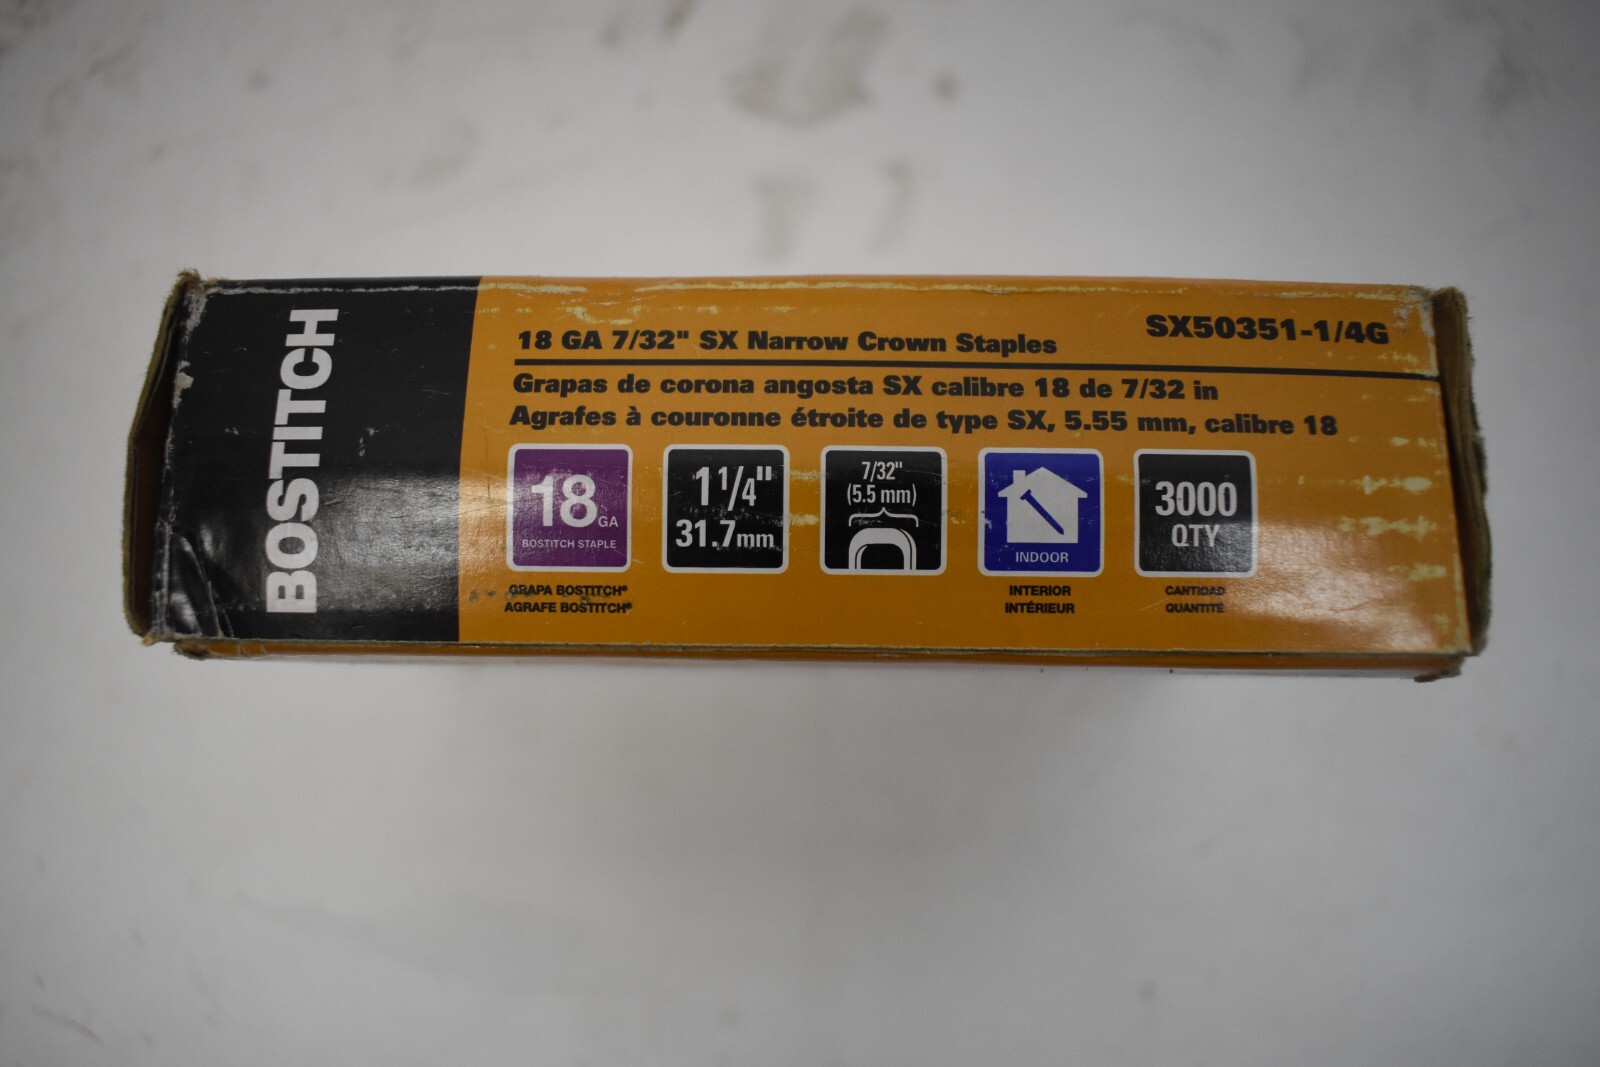 BOSTITCH
18 GA 7/32" SX Narrow Crown Staples
SX50351-1/4G
Grapas de corona angosta SX calibre 18 de 7/32 in
Agrafes à couronne étroite de type SX, 5.55 mm, calibre 18
18 GA
BOSTITCH STAPLE
GRAPA BOSTITCH®
AGRAFE BOSTITCH®
1 1/4"
31.7mm
7/32"
(5.5 mm)
INDOOR
INTERIOR
INTÉRIEUR
3000
QTY
CANTIDAD
QUANTITÉ